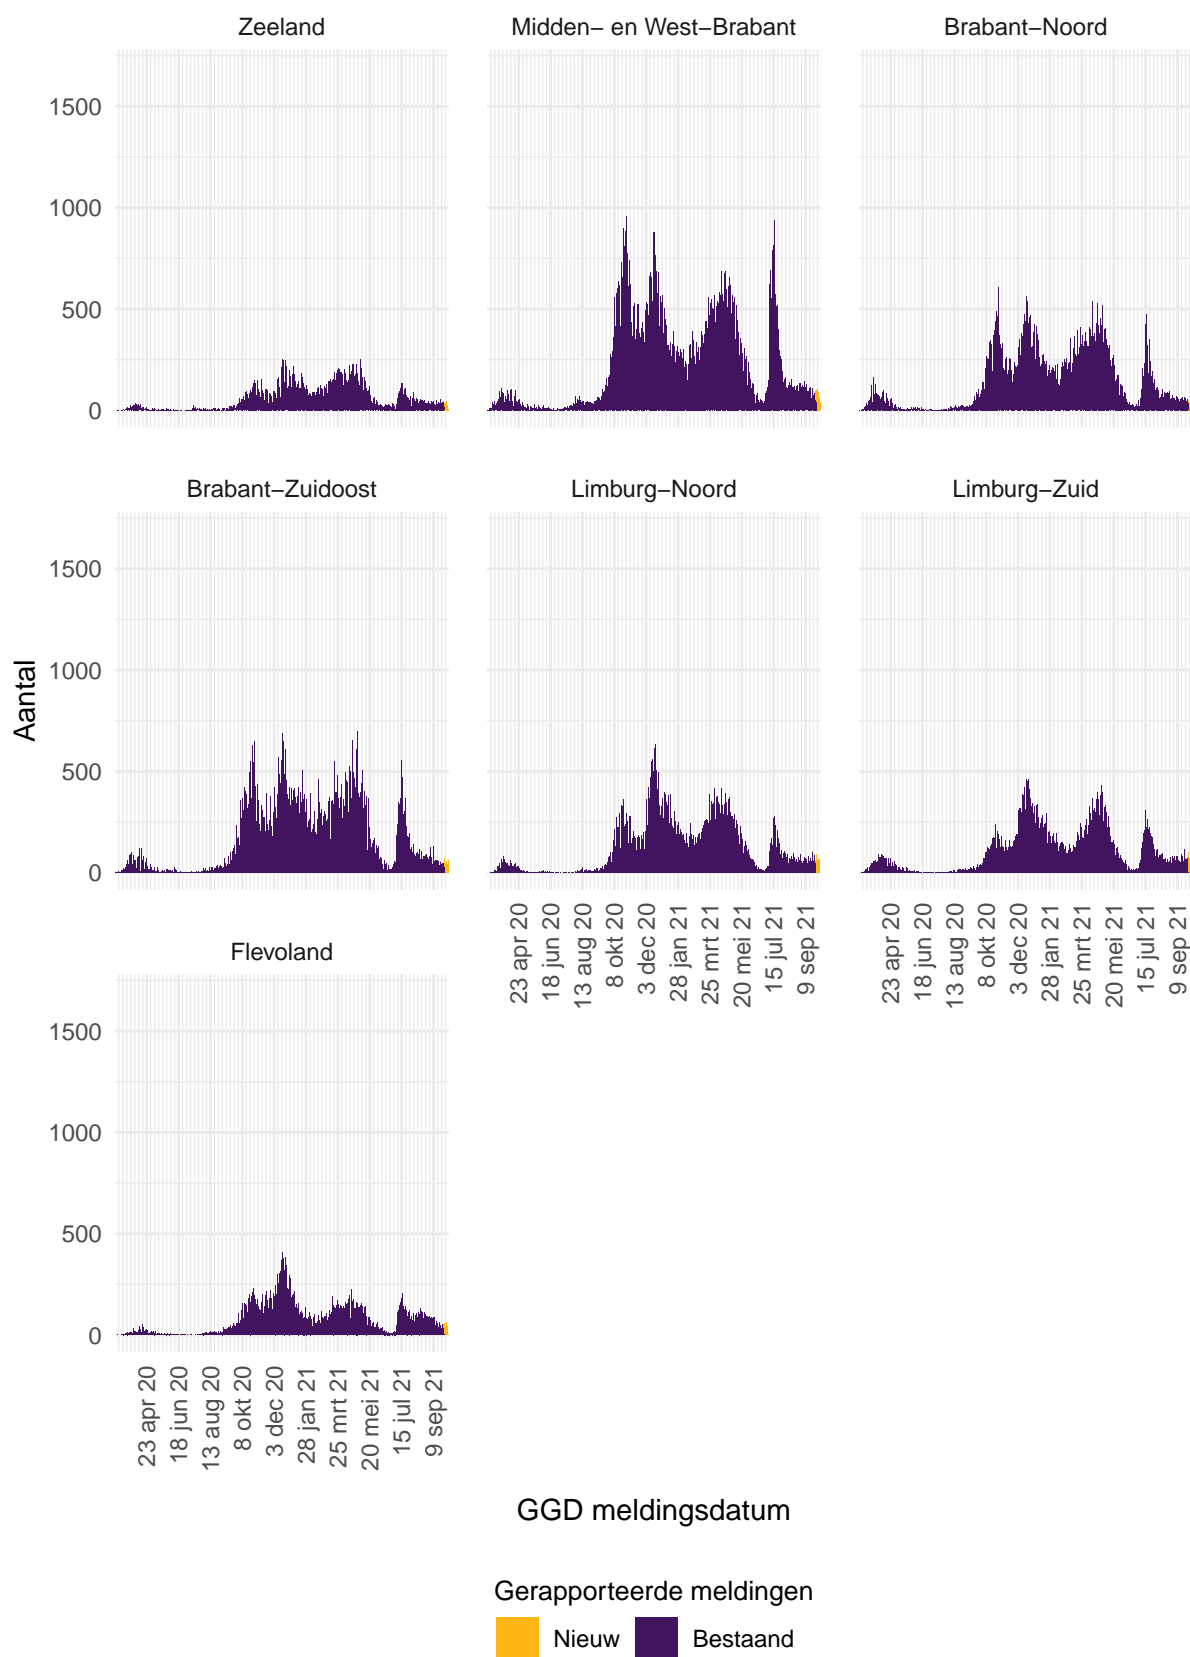 Zeeland
Midden− en West−Brabant
Brabant−Noord
1500
1000
500
0
Brabant−Zuidoost
Limburg−Noord
Limburg−Zuid
1500
1000
500
0
Aantal
23 apr 20
18 jun 20
13 aug 20
8 okt 20
3 dec 20
28 jan 21
25 mrt 21
20 mei 21
15 jul 21
9 sep 21
23 apr 20
18 jun 20
13 aug 20
8 okt 20
3 dec 20
28 jan 21
25 mrt 21
20 mei 21
15 jul 21
9 sep 21
Flevoland
1500
1000
500
0
23 apr 20
18 jun 20
13 aug 20
8 okt 20
3 dec 20
28 jan 21
25 mrt 21
20 mei 21
15 jul 21
9 sep 21
GGD meldingsdatum
Gerapporteerde meldingen
Nieuw
Bestaand